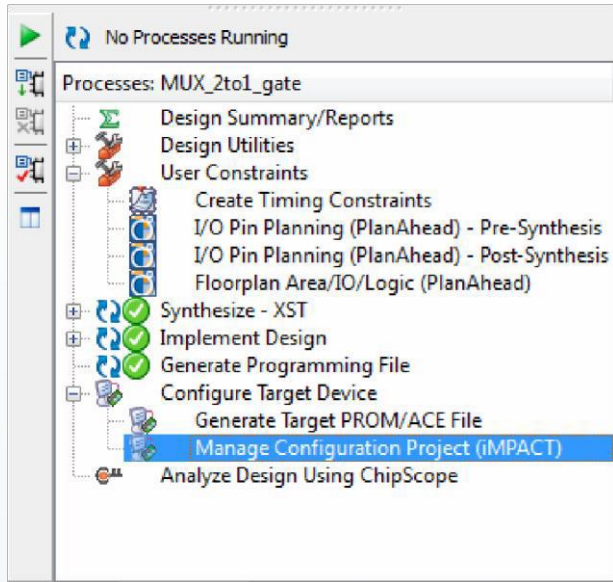 No Processes Running
Processes: MUX_2to1_gate
Design Summary/Reports
Design Utilities
User Constraints
Create Timing Constraints
I/O Pin Planning (PlanAhead) - Pre-Synthesis
I/O Pin Planning (PlanAhead) - Post-Synthesis
Floorplan Area/IO/Logic (PlanAhead)
Synthesize - XST
Implement Design
Generate Programming File
Configure Target Device
Generate Target PROM/ACE File
Manage Configuration Project (iMPACT)
Analyze Design Using ChipScope